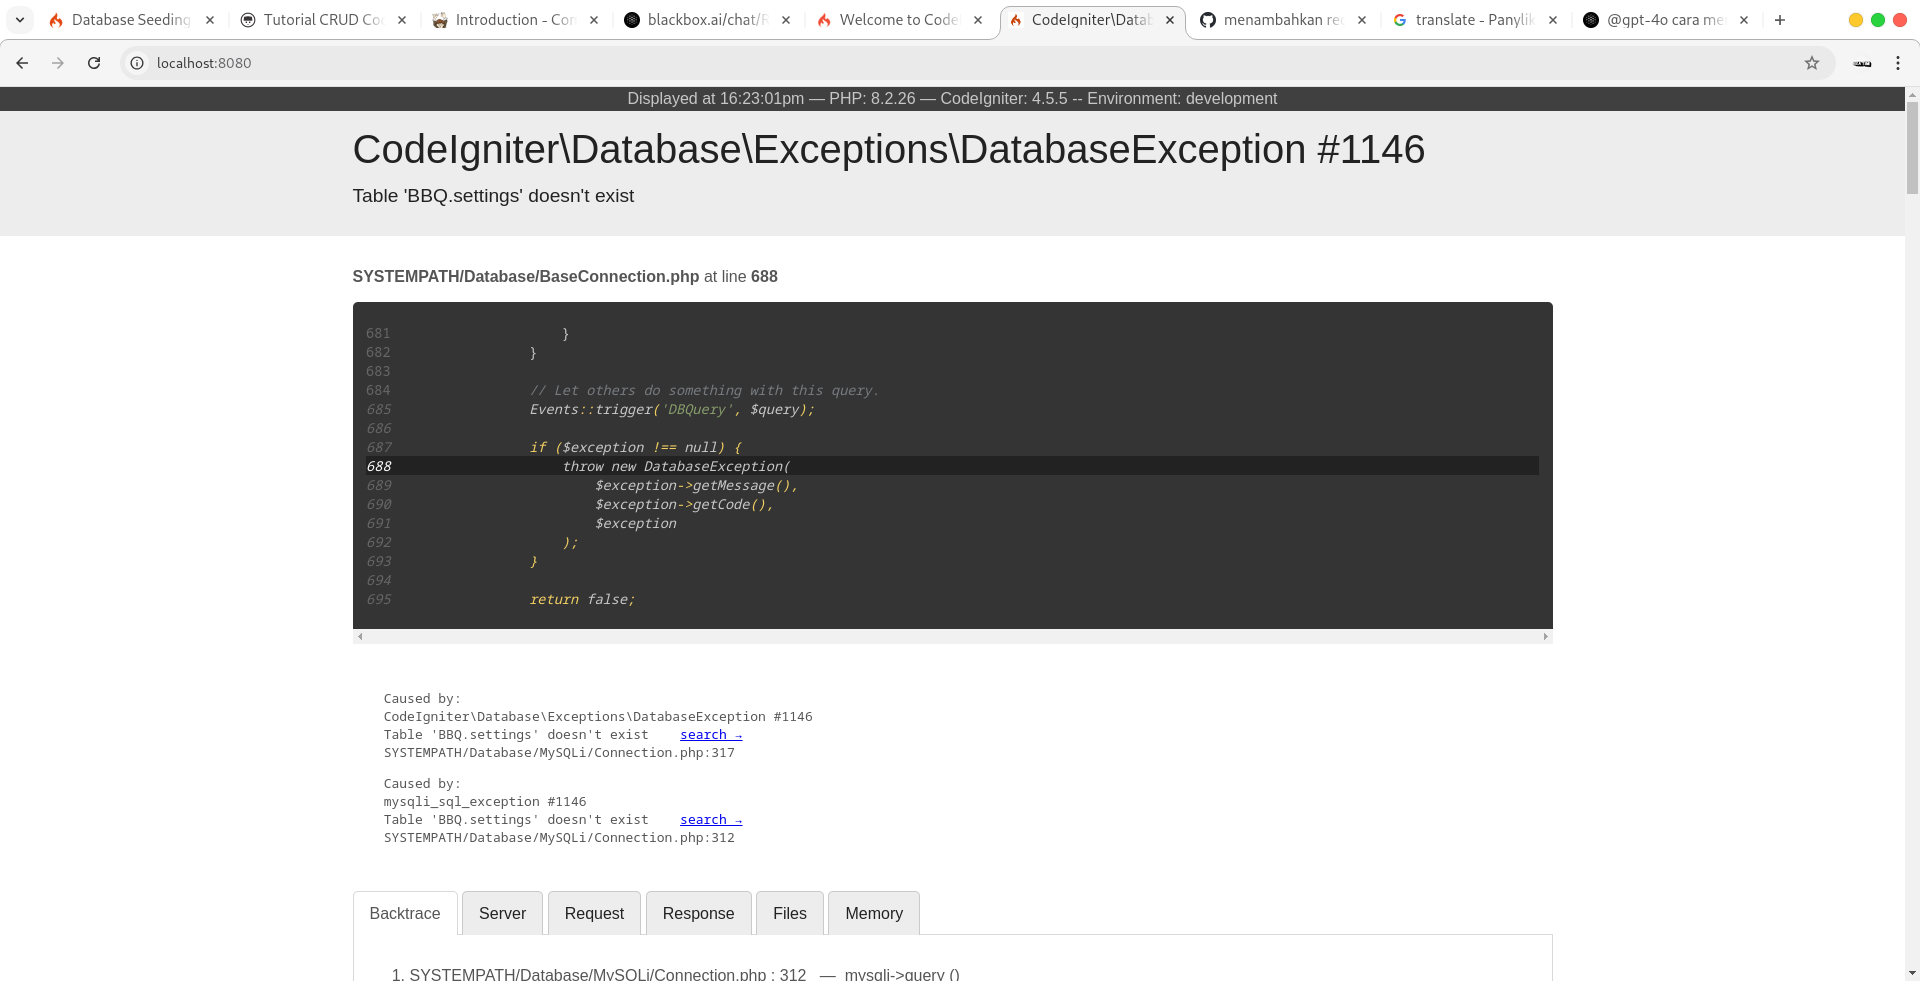 Database Seeding
Tutorial CRUD Co
Introduction - Con
blackbox.ai/chat/
Welcome to Code
CodeIgniter\Datab
menambahkan re
translate - Panylik
@gpt-4o cara me
localhost:8080
Displayed at 16:23:01pm — PHP: 8.2.26 — CodeIgniter: 4.5.5 -- Environment: development
CodeIgniter\Database\Exceptions\DatabaseException #1146
Table 'BBQ.settings' doesn't exist
SYSTEMPATH/Database/BaseConnection.php at line 688
681 }
682 }
683
684 // Let others do something with this query.
685 Events::trigger('DBQuery', $query);
686
687 if ($exception !== null) {
688 throw new DatabaseException(
689 $exception->getMessage(),
690 $exception->getCode(),
691 $exception
692 );
693 }
694
695 return false;
Caused by:
CodeIgniter\Database\Exceptions\DatabaseException #1146
Table 'BBQ.settings' doesn't exist search →
SYSTEMPATH/Database/MySQLi/Connection.php:317
Caused by:
mysqli_sql_exception #1146
Table 'BBQ.settings' doesn't exist search →
SYSTEMPATH/Database/MySQLi/Connection.php:312
Backtrace Server Request Response Files Memory
1. SYSTEMPATH/Database/MySQLi/Connection.php : 312 — mysqli->query ()